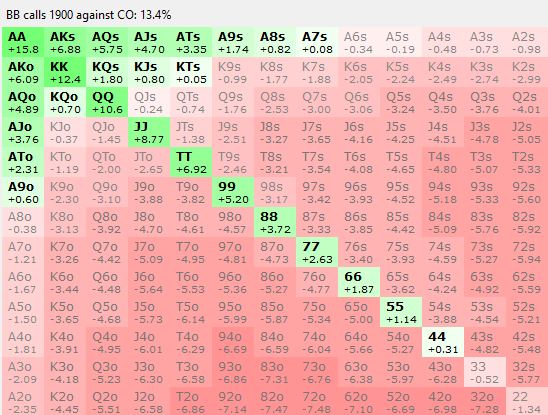 BB calls 1900 against CO: 13.4%
AA AKs AQs AJs ATs A9s A8s A7s A6s A5s A4s A3s A2s
+15.8 +6.88 +5.75 +4.70 +3.35 +1.74 +0.82 +0.08 -0.34 -0.19 -0.48 -0.73 -0.98
AKo KK KQs KJs KTs K9s K8s K7s K6s K5s K4s K3s K2s
+6.09 +12.4 +1.80 +0.80 +0.05 -0.99 -1.77 -1.88 -2.05 -2.24 -2.49 -2.74 -2.99
AQo KQo QQ QJs QTs Q9s Q8s Q7s Q6s Q5s Q4s Q3s Q2s
+4.89 +0.70 +10.6 -0.24 -0.74 -1.76 -2.53 -3.00 -3.06 -3.24 -3.50 -3.76 -4.01
AJo KJo QJo JJ JTs J9s J8s J7s J6s J5s J4s J3s J2s
+3.76 -0.37 -1.45 +8.77 -1.38 -2.51 -3.27 -3.65 -4.16 -4.25 -4.51 -4.78 -5.05
ATo KTo QTo JTo TT T9s T8s T7s T6s T5s T4s T3s T2s
+2.31 -1.19 -2.00 -2.65 +6.92 -2.46 -3.21 -3.54 -4.08 -4.65 -4.80 -5.07 -5.33
A9o K9o Q9o J9o T9o 99 98s 97s 96s 95s 94s 93s 92s
+0.60 -2.30 -3.10 -3.88 -3.82 +5.20 -3.17 -3.42 -3.93 -4.52 -5.18 -5.33 -5.60
A8o K8o Q8o J8o T8o 98o 88 87s 86s 85s 84s 83s 82s
-0.38 -3.13 -3.92 -4.70 -4.61 -4.57 +3.72 -3.33 -3.85 -4.42 -5.09 -5.76 -5.92
A7o K7o Q7o J7o T7o 97o 87o 77 76s 75s 74s 73s 72s
-1.21 -3.26 -4.42 -5.09 -4.95 -4.81 -4.73 +2.63 -3.40 -3.93 -4.59 -5.27 -5.94
A6o K6o Q6o J6o T6o 96o 86o 76o 66 65s 64s 63s 62s
-1.67 -3.44 -4.48 -5.64 -5.53 -5.36 -5.27 -4.77 +1.87 -3.62 -4.24 -4.92 -5.59
A5o K5o Q5o J5o T5o 95o 85o 75o 65o 55 54s 53s 52s
-1.50 -3.65 -4.68 -5.73 -6.14 -5.99 -5.87 -5.34 -5.00 +1.14 -3.88 -4.54 -5.21
A4o K4o Q4o J4o T4o 94o 84o 74o 64o 54o 44 43s 42s
-1.81 -3.91 -4.95 -6.01 -6.29 -6.69 -6.59 -6.04 -5.66 -5.27 +0.31 -4.82 -5.48
A3o K3o Q3o J3o T3o 93o 83o 73o 63o 53o 43o 33 32s
-2.09 -4.18 -5.23 -6.30 -6.58 -6.86 -7.31 -6.76 -6.38 -5.97 -6.28 -0.52 -5.77
A2o K2o Q2o J2o T2o 92o 82o 72o 62o 52o 42o 32o 22
-2.35 -4.45 -5.51 -6.58 -6.86 -7.14 -7.47 -7.48 -7.10 -6.69 -6.98 -7.28 -1.34